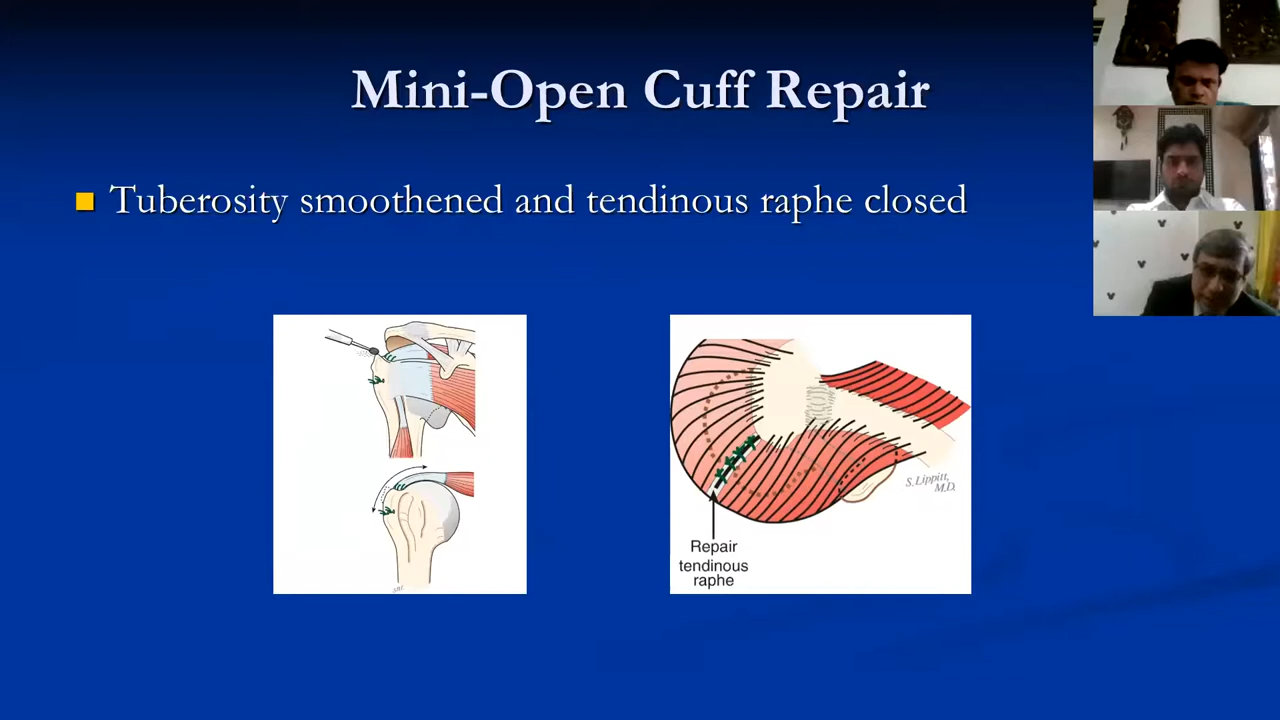 Mini-Open Cuff Repair
Tuberosity smoothened and tendinous raphe closed
S. Lippitt,
M.D.
Repair
tendinous
raphe